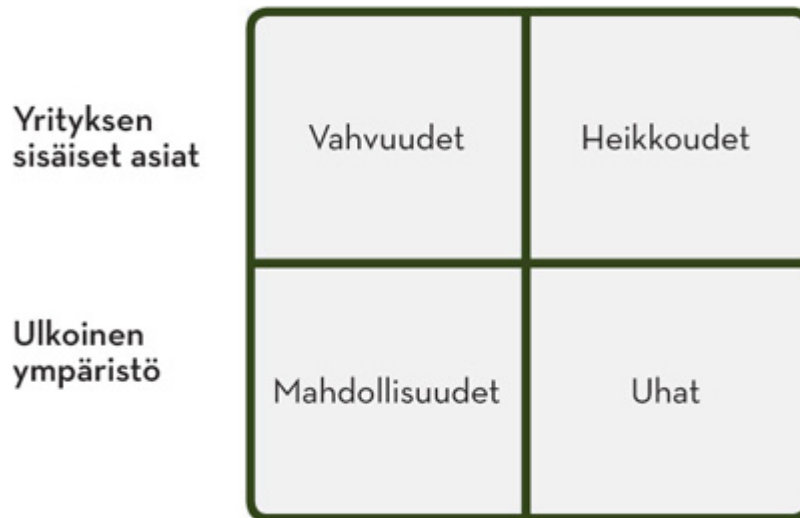 Yrityksen
sisäiset asiat
Vahvuudet
Heikkoudet
Ulkoinen
ympäristö
Mahdollisuudet
Uhat